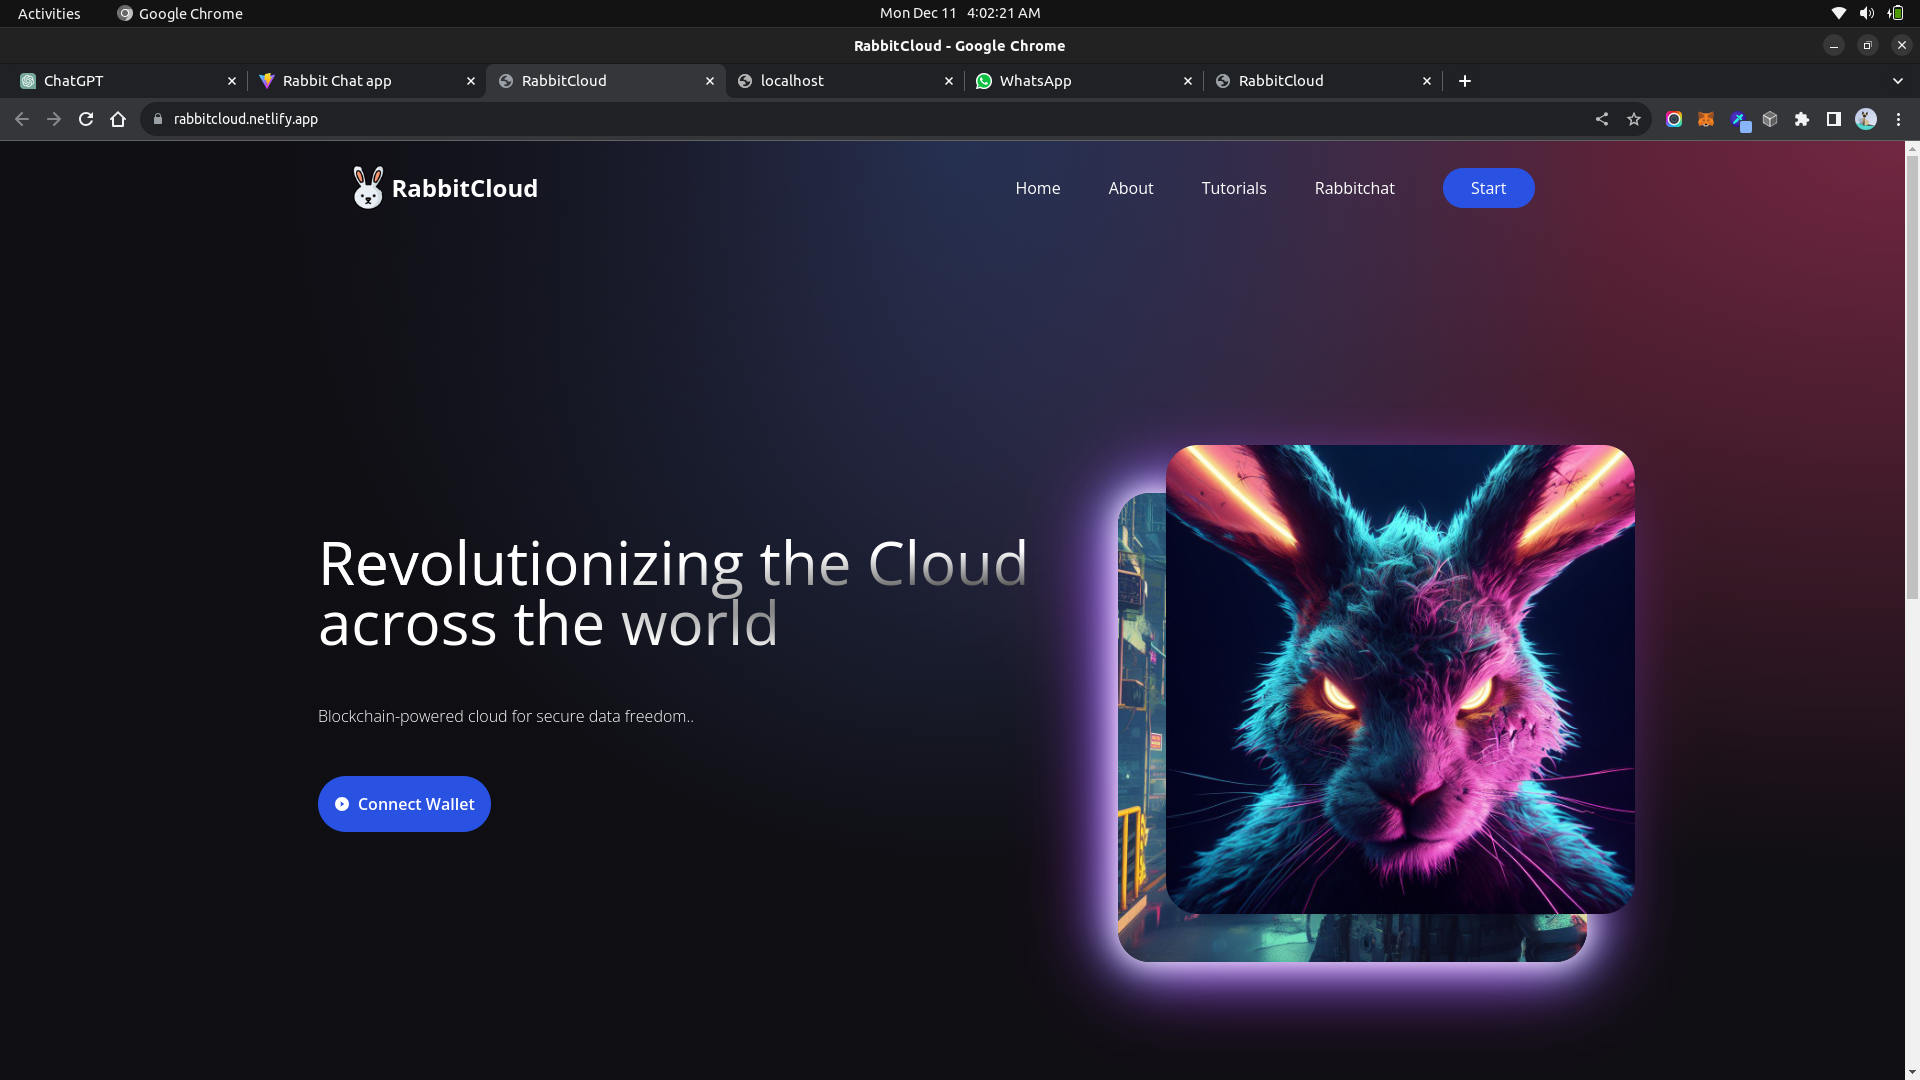 Activities Google Chrome Mon Dec 11 4:02:21 AM
RabbitCloud - Google Chrome
ChatGPT Rabbit Chat app RabbitCloud localhost WhatsApp RabbitCloud
rabbitcloud.netlify.app
RabbitCloud Home About Tutorials Rabbitchat Start
Revolutionizing the Cloud
across the world
Blockchain-powered cloud for secure data freedom..
Connect Wallet